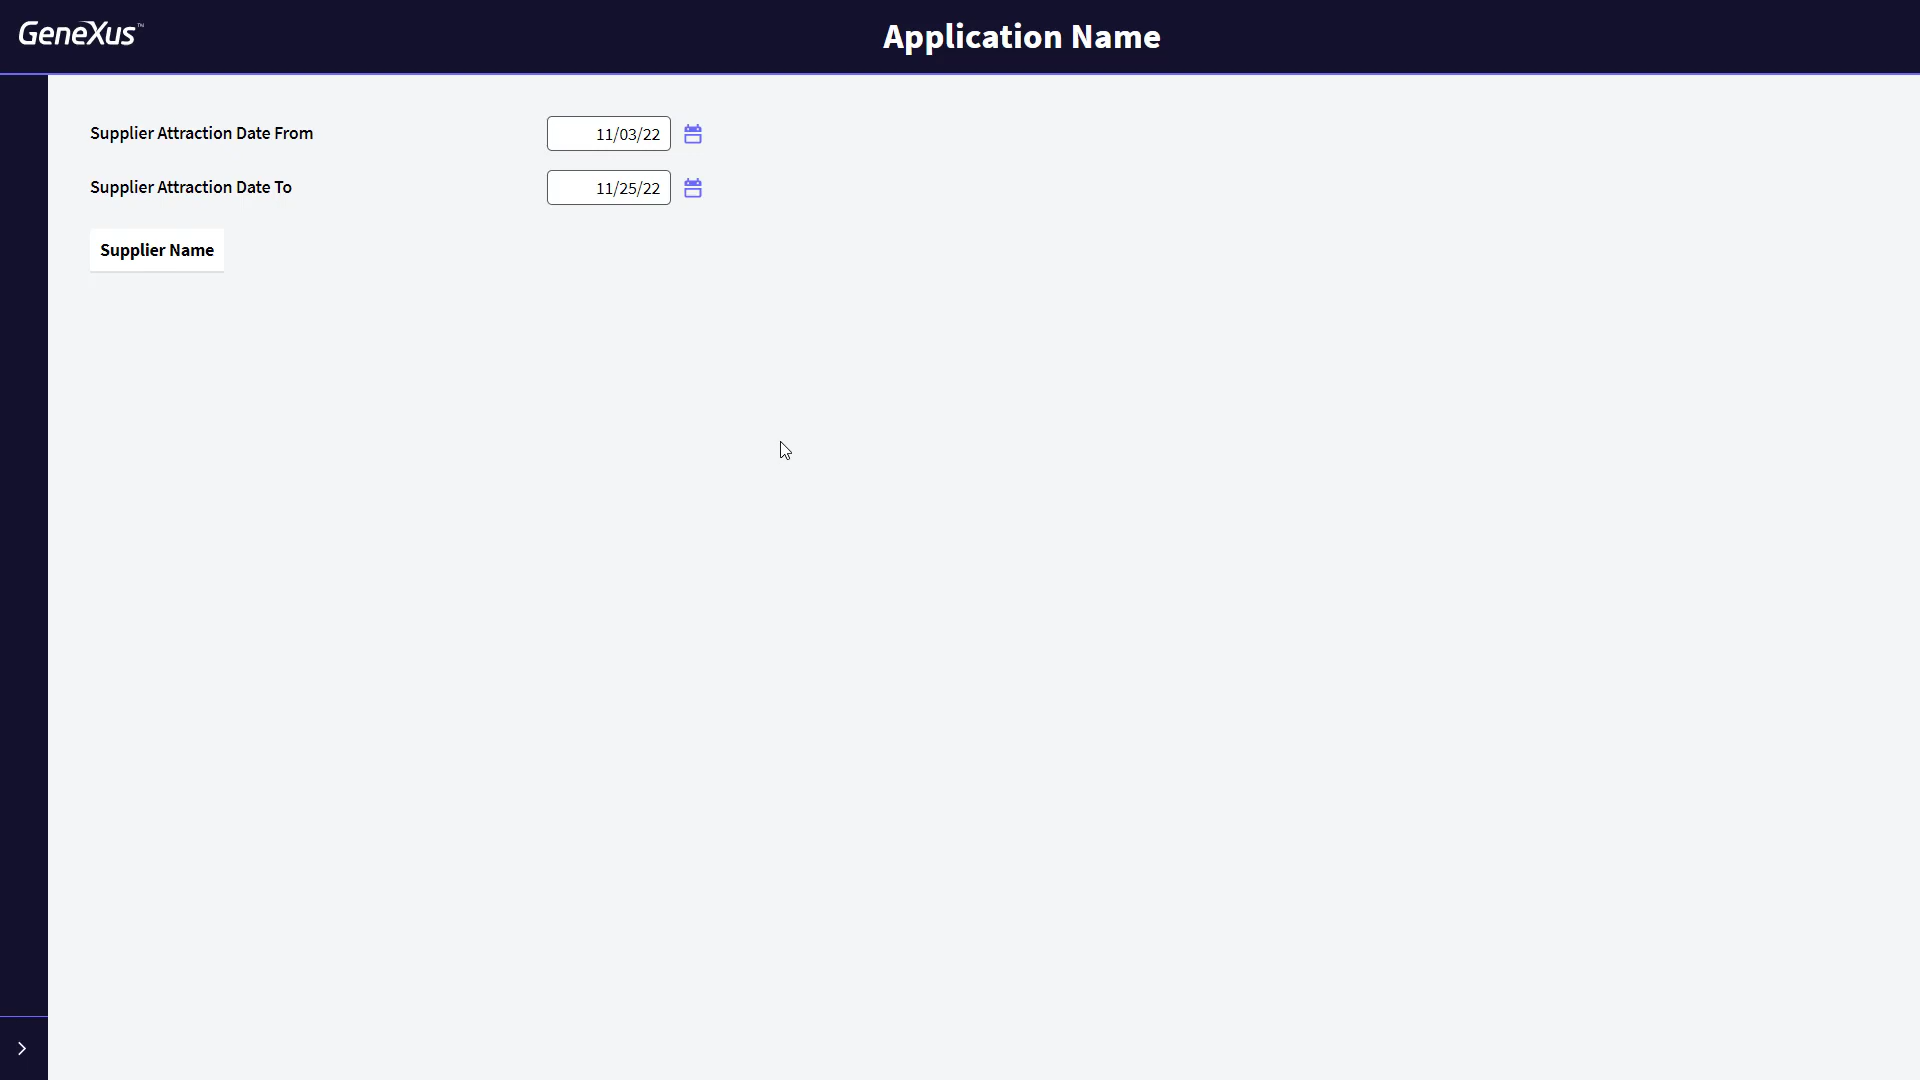 GeneXus™
Application Name
Supplier Attraction Date From
11/03/22
Supplier Attraction Date To
11/25/22
Supplier Name